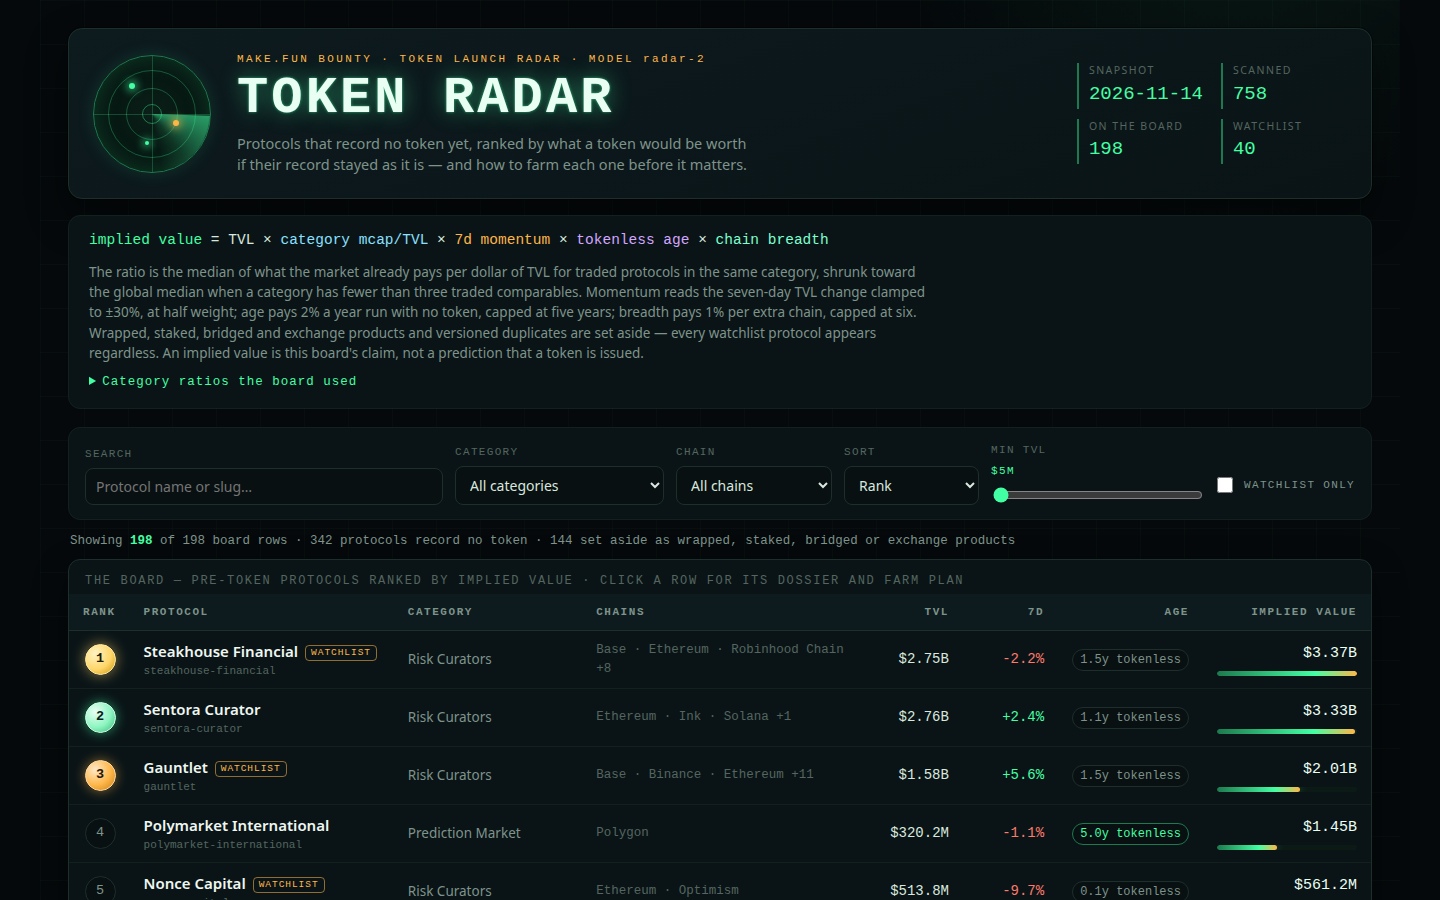 MAKE.FUN BOUNTY · TOKEN LAUNCH RADAR · MODEL radar-2
TOKEN RADAR
Protocols that record no token yet, ranked by what a token would be worth
if their record stayed as it is — and how to farm each one before it matters.
SNAPSHOT
2026-11-14
SCANNED
758
ON THE BOARD
198
WATCHLIST
40
implied value = TVL × category mcap/TVL × 7d momentum × tokenless age × chain breadth
The ratio is the median of what the market already pays per dollar of TVL for traded protocols in the same category, shrunk toward
the global median when a category has fewer than three traded comparables. Momentum reads the seven-day TVL change clamped
to ±30%, at half weight; age pays 2% a year run with no token, capped at five years; breadth pays 1% per extra chain, capped at six.
Wrapped, staked, bridged and exchange products and versioned duplicates are set aside — every watchlist protocol appears
regardless. An implied value is this board's claim, not a prediction that a token is issued.
Category ratios the board used
SEARCH
Protocol name or slug...
CATEGORY
All categories
CHAIN
All chains
SORT
Rank
MIN TVL
$5M
WATCHLIST ONLY
Showing 198 of 198 board rows · 342 protocols record no token · 144 set aside as wrapped, staked, bridged or exchange products
THE BOARD — PRE-TOKEN PROTOCOLS RANKED BY IMPLIED VALUE · CLICK A ROW FOR ITS DOSSIER AND FARM PLAN
RANK PROTOCOL CATEGORY CHAINS TVL 7D AGE IMPLIED VALUE
1 Steakhouse Financial WATCHLIST Risk Curators Base · Ethereum · Robinhood Chain $2.75B -2.2% 1.5y tokenless $3.37B
steakhouse-financial +8
2 Sentora Curator Risk Curators Ethereum · Ink · Solana +1 $2.76B +2.4% 1.1y tokenless $3.33B
sentora-curator
3 Gauntlet WATCHLIST Risk Curators Base · Binance · Ethereum +11 $1.58B +5.6% 1.5y tokenless $2.01B
gauntlet
4 Polymarket International Prediction Market Polygon $320.2M -1.1% 5.0y tokenless $1.45B
polymarket-international
5 Nonce Capital WATCHLIST Risk Curators Ethereum · Optimism $513.8M -9.7% 0.1y tokenless $561.2M